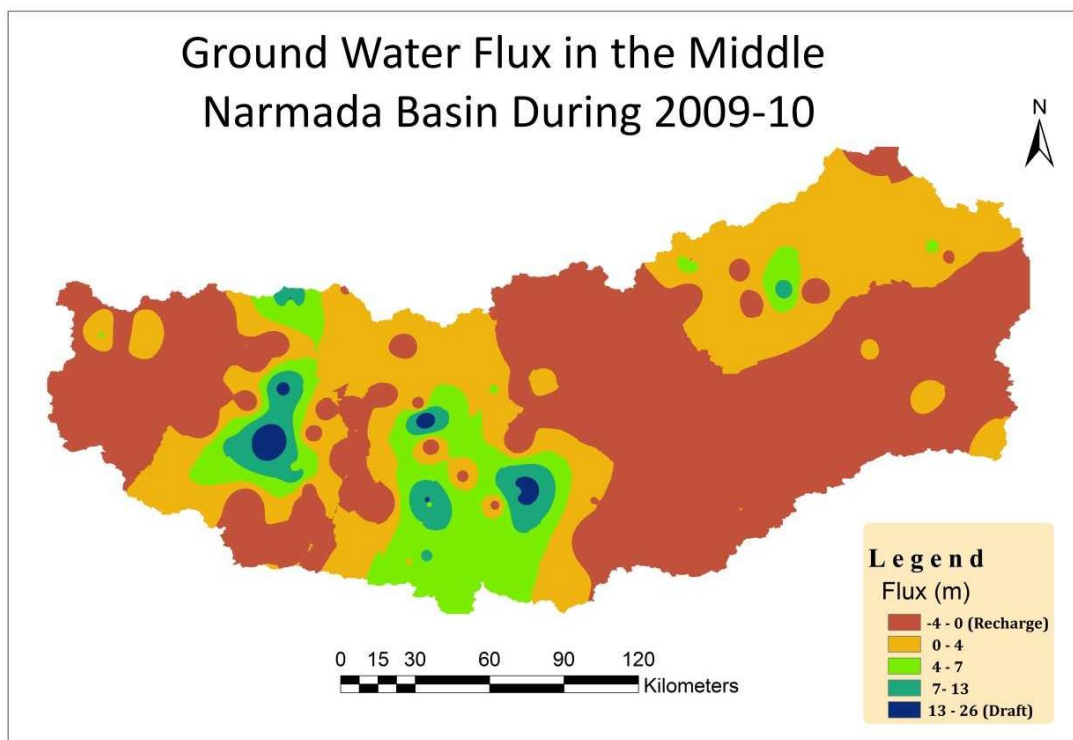 Ground Water Flux in the Middle
Narmada Basin During 2009-10
N
Legend
Flux (m)
-4 - 0 (Recharge)
0 - 4
4 - 7
7- 13
13 - 26 (Draft)
0 15 30 60 90 120
Kilometers